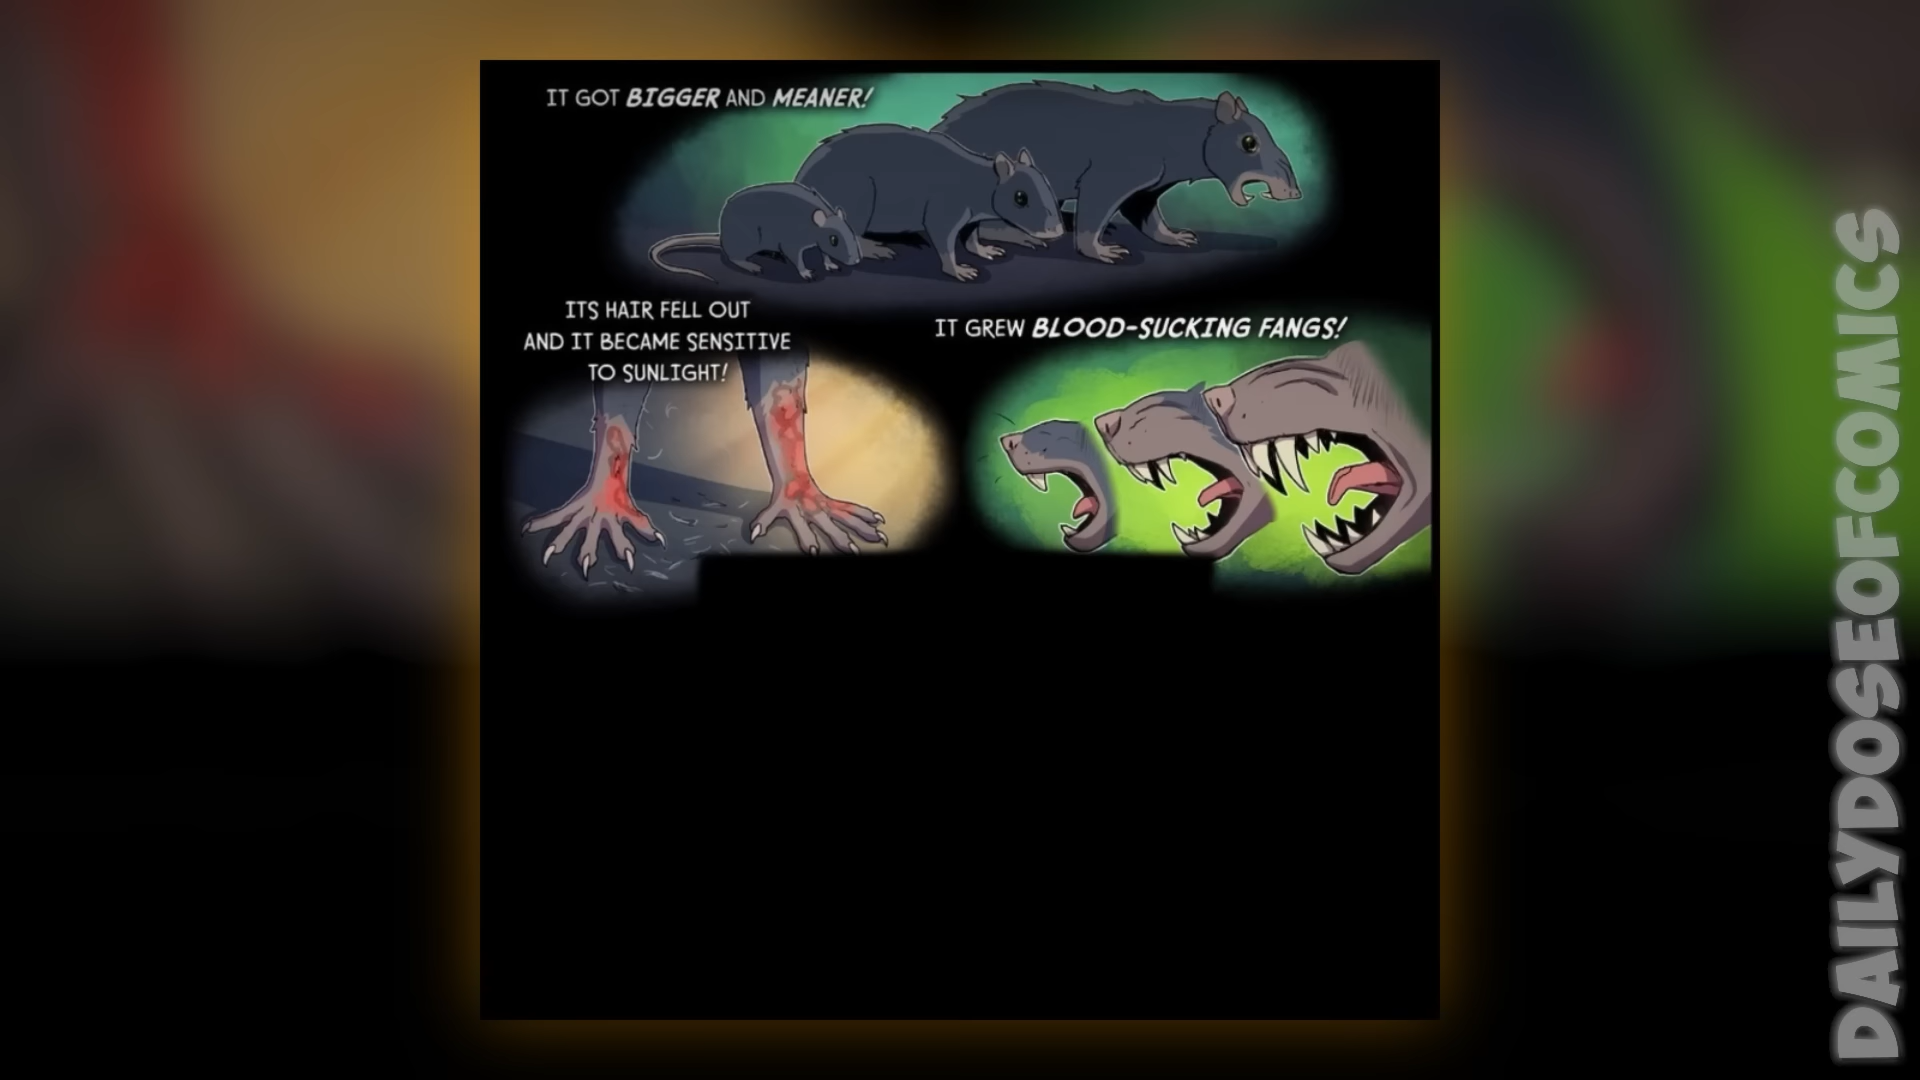 IT GOT BIGGER AND MEANER!
ITS HAIR FELL OUT
AND IT BECAME SENSITIVE
TO SUNLIGHT!
IT GREW BLOOD-SUCKING FANGS!
DAILYDOSEOFCOMICS